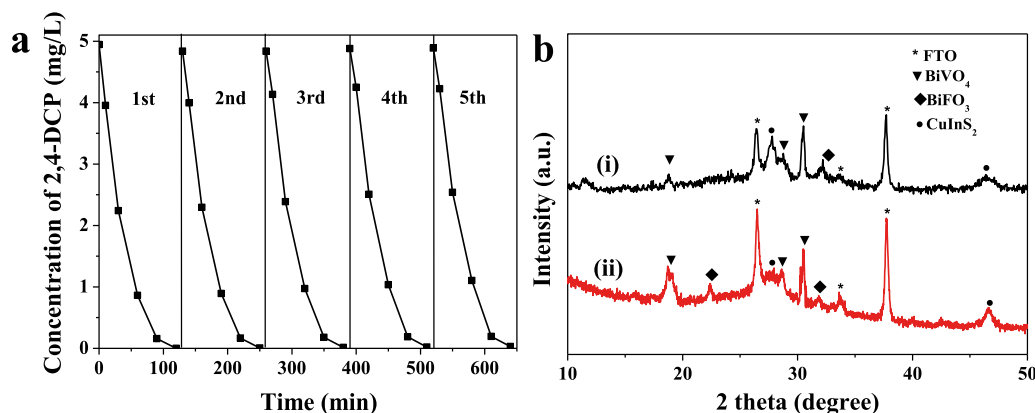 a
Concentration of 2,4-DCP (mg/L)
5
4
3
2
1
0
1st 2nd 3rd 4th 5th
0 100 200 300 400 500 600
Time (min)
b
Intensity (a.u.)
* FTO
▼ BiVO₄
◆ BiFO₃
● CuInS₂
(i)
(ii)
10 20 30 40 50
2 theta (degree)